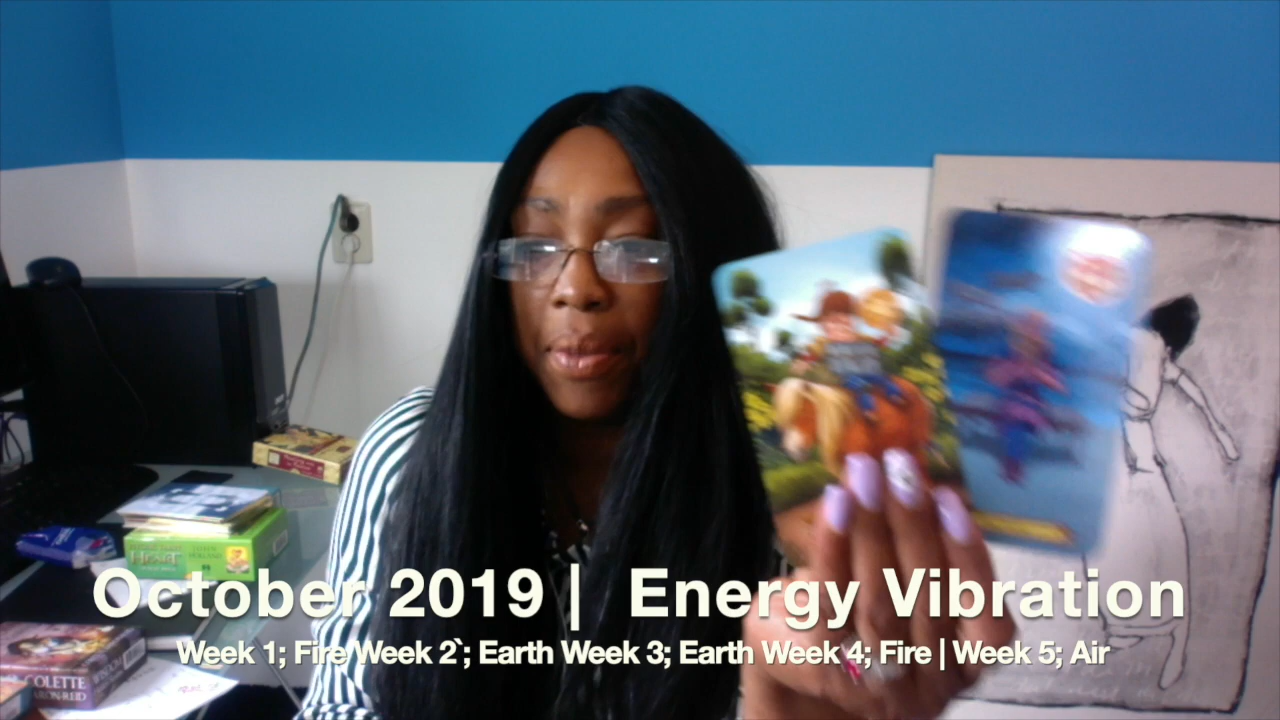 October 2019 | Energy Vibration
Week 1; Fire Week 2`; Earth Week 3; Earth Week 4; Fire | Week 5; Air
HEART
COLETTE
BARON-REID